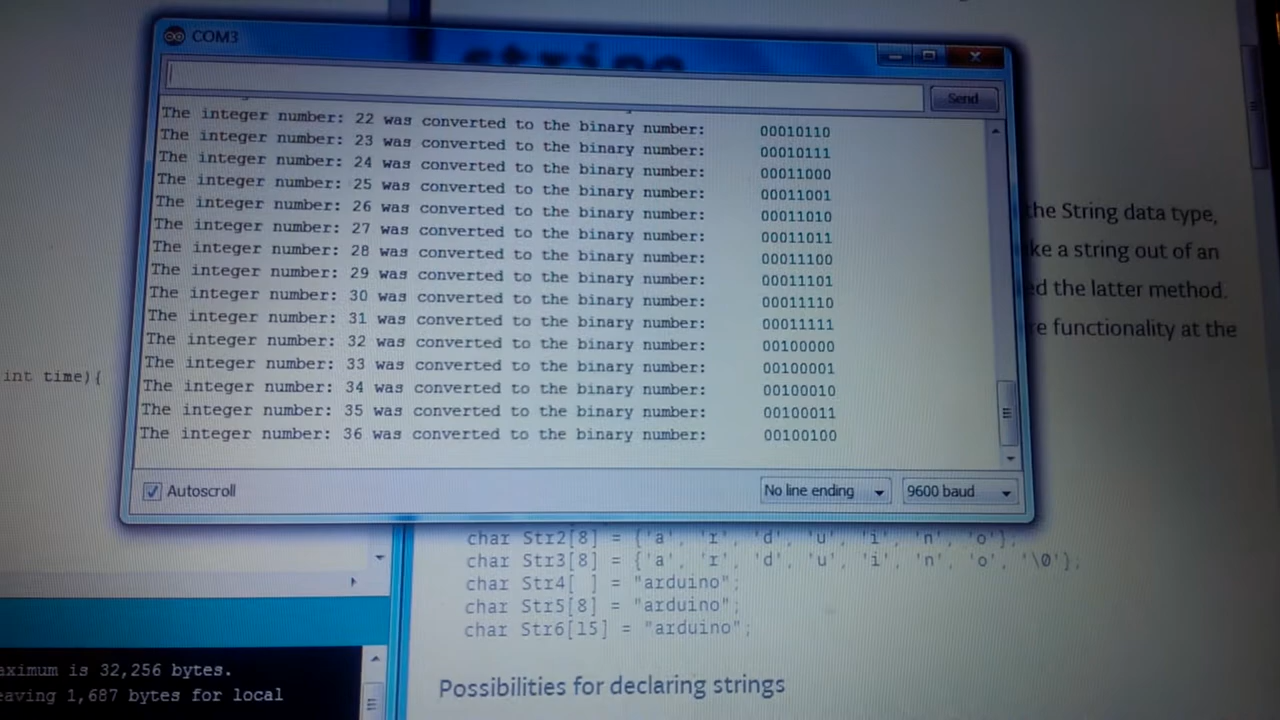 COM3
string
Send
The integer number: 22 was converted to the binary number: 00010110
The integer number: 23 was converted to the binary number: 00010111
The integer number: 24 was converted to the binary number: 00011000
The integer number: 25 was converted to the binary number: 00011001
The integer number: 26 was converted to the binary number: 00011010
The integer number: 27 was converted to the binary number: 00011011
The integer number: 28 was converted to the binary number: 00011100
The integer number: 29 was converted to the binary number: 00011101
The integer number: 30 was converted to the binary number: 00011110
The integer number: 31 was converted to the binary number: 00011111
The integer number: 32 was converted to the binary number: 00100000
The integer number: 33 was converted to the binary number: 00100001
The integer number: 34 was converted to the binary number: 00100010
The integer number: 35 was converted to the binary number: 00100011
The integer number: 36 was converted to the binary number: 00100100
Autoscroll
No line ending
9600 baud
the String data type,
ke a string out of an
ed the latter method.
re functionality at the
int time){
char Str2[8] = {'a', 'r', 'd', 'u', 'i', 'n', 'o'};
char Str3[8] = {'a', 'r', 'd', 'u', 'i', 'n', 'o', '\0'};
char Str4[ ] = "arduino";
char Str5[8] = "arduino";
char Str6[15] = "arduino";
Possibilities for declaring strings
aximum is 32,256 bytes.
eaving 1,687 bytes for local